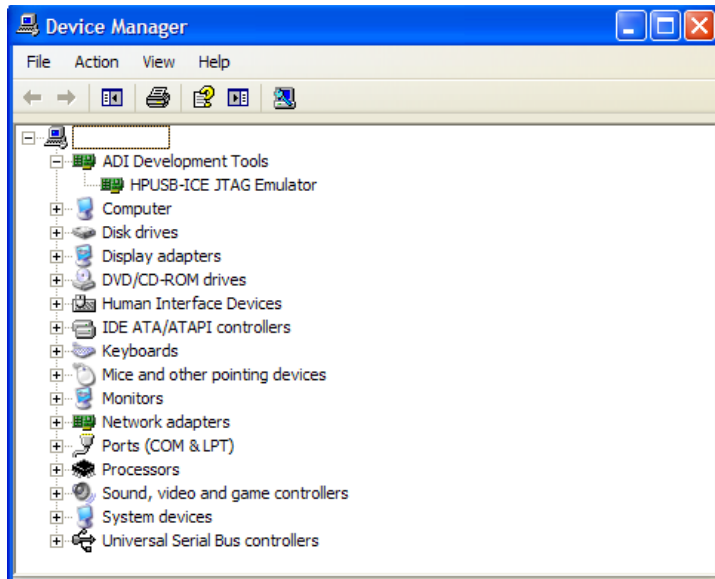 Device Manager
File Action View Help
ADI Development Tools
HPUSB-ICE JTAG Emulator
Computer
Disk drives
Display adapters
DVD/CD-ROM drives
Human Interface Devices
IDE ATA/ATAPI controllers
Keyboards
Mice and other pointing devices
Monitors
Network adapters
Ports (COM & LPT)
Processors
Sound, video and game controllers
System devices
Universal Serial Bus controllers